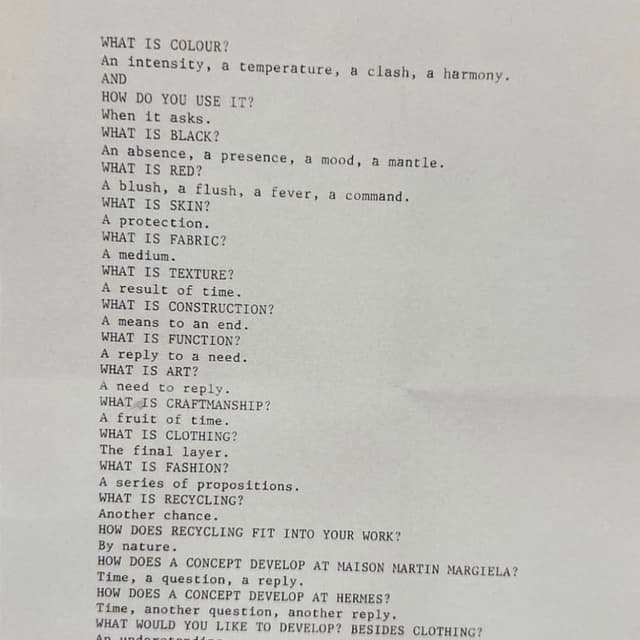 WHAT IS COLOUR?
An intensity, a temperature, a clash, a harmony.
AND
HOW DO YOU USE IT?
When it asks.
WHAT IS BLACK?
An absence, a presence, a mood, a mantle.
WHAT IS RED?
A blush, a flush, a fever, a command.
WHAT IS SKIN?
A protection.
WHAT IS FABRIC?
A medium.
WHAT IS TEXTURE?
A result of time.
WHAT IS CONSTRUCTION?
A means to an end.
WHAT IS FUNCTION?
A reply to a need.
WHAT IS ART?
A need to reply.
WHAT IS CRAFTMANSHIP?
A fruit of time.
WHAT IS CLOTHING?
The final layer.
WHAT IS FASHION?
A series of propositions.
WHAT IS RECYCLING?
Another chance.
HOW DOES RECYCLING FIT INTO YOUR WORK?
By nature.
HOW DOES A CONCEPT DEVELOP AT MAISON MARTIN MARGIELA?
Time, a question, a reply.
HOW DOES A CONCEPT DEVELOP AT HERMES?
Time, another question, another reply.
WHAT WOULD YOU LIKE TO DEVELOP? BESIDES CLOTHING?
An